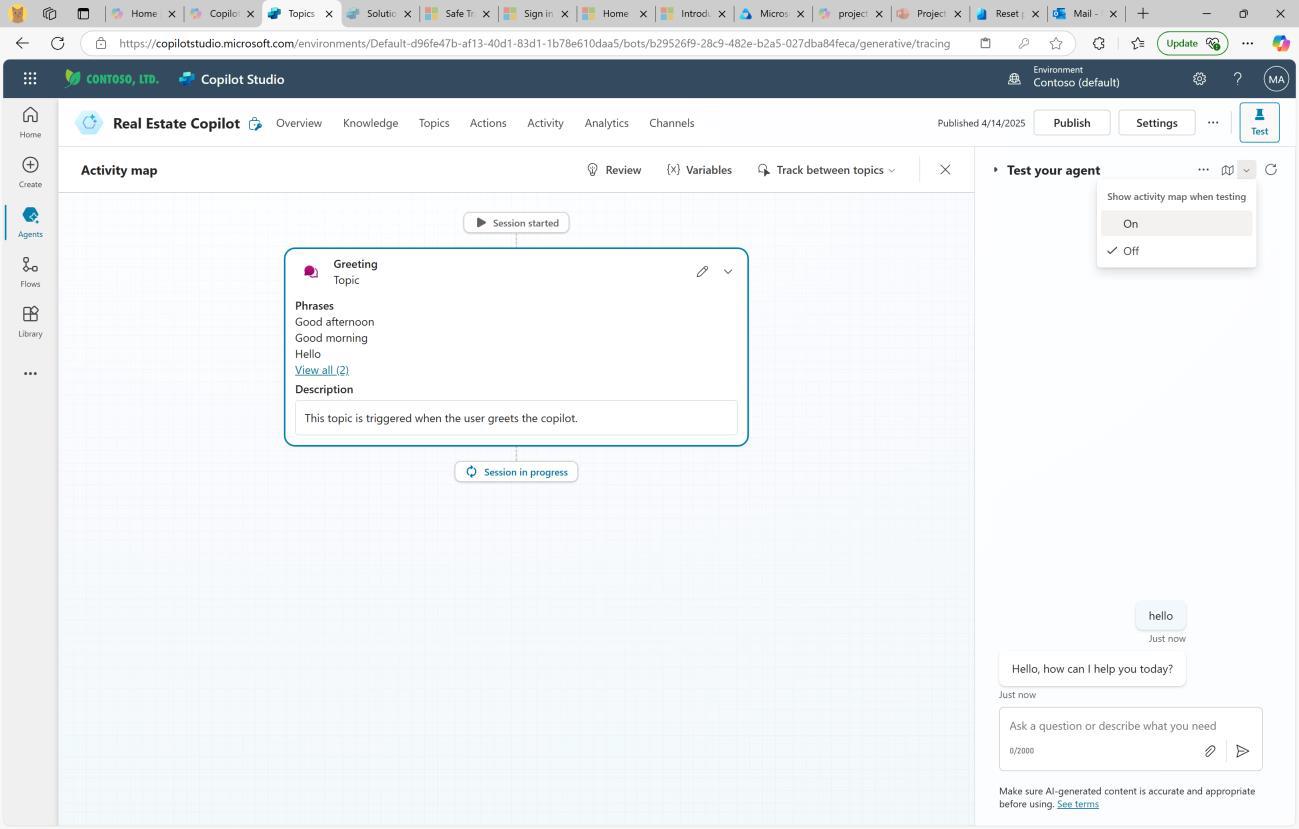 Home
Copilot
Topics
Solutio
Safe Tr
Sign in
Home
Introdu
Micros
project
Project
Reset p
Mail -
https://copilotstudio.microsoft.com/environments/Default-d96fe47b-af13-40d1-83d1-1b78e610daa5/bots/b29526f9-28c9-482e-b2a5-027dba84feca/generative/tracing
Update
CONTOSO, LTD.
Copilot Studio
Environment
Contoso (default)
MA
Home
Create
Agents
Flows
Library
Real Estate Copilot
Overview
Knowledge
Topics
Actions
Activity
Analytics
Channels
Published 4/14/2025
Publish
Settings
Test
Activity map
Review
{x} Variables
Track between topics
Session started
Greeting
Topic
Phrases
Good afternoon
Good morning
Hello
View all (2)
Description
This topic is triggered when the user greets the copilot.
Session in progress
Test your agent
Show activity map when testing
On
Off
hello
Just now
Hello, how can I help you today?
Just now
Ask a question or describe what you need
0/2000
Make sure AI-generated content is accurate and appropriate
before using. See terms